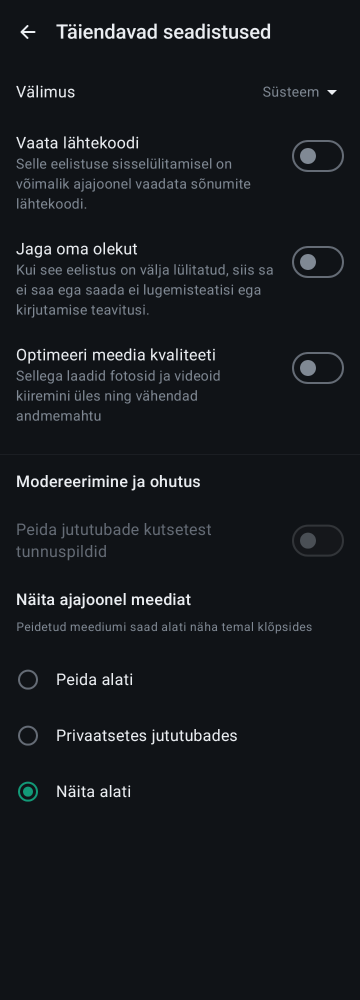 Täiendavad seadistused
Välimus
Süsteem
Vaata lähtekoodi
Selle eelistuse sisselülitamisel on
võimalik ajajoonel vaadata sõnumite
lähtekoodi.
Jaga oma olekut
Kui see eelistus on välja lülitatud, siis sa
ei saa ega saada ei lugemisteatisi ega
kirjutamise teavitusi.
Optimeeri meedia kvaliteeti
Sellega laadid fotosid ja videoid
kiiremini üles ning vähendad
andmemahtu
Modereerimine ja ohutus
Peida jututubade kutsetest
tunnuspildid
Näita ajajoonel meediat
Peidetud meediumi saad alati näha temal klõpsides
Peida alati
Privaatsetes jututubades
Näita alati